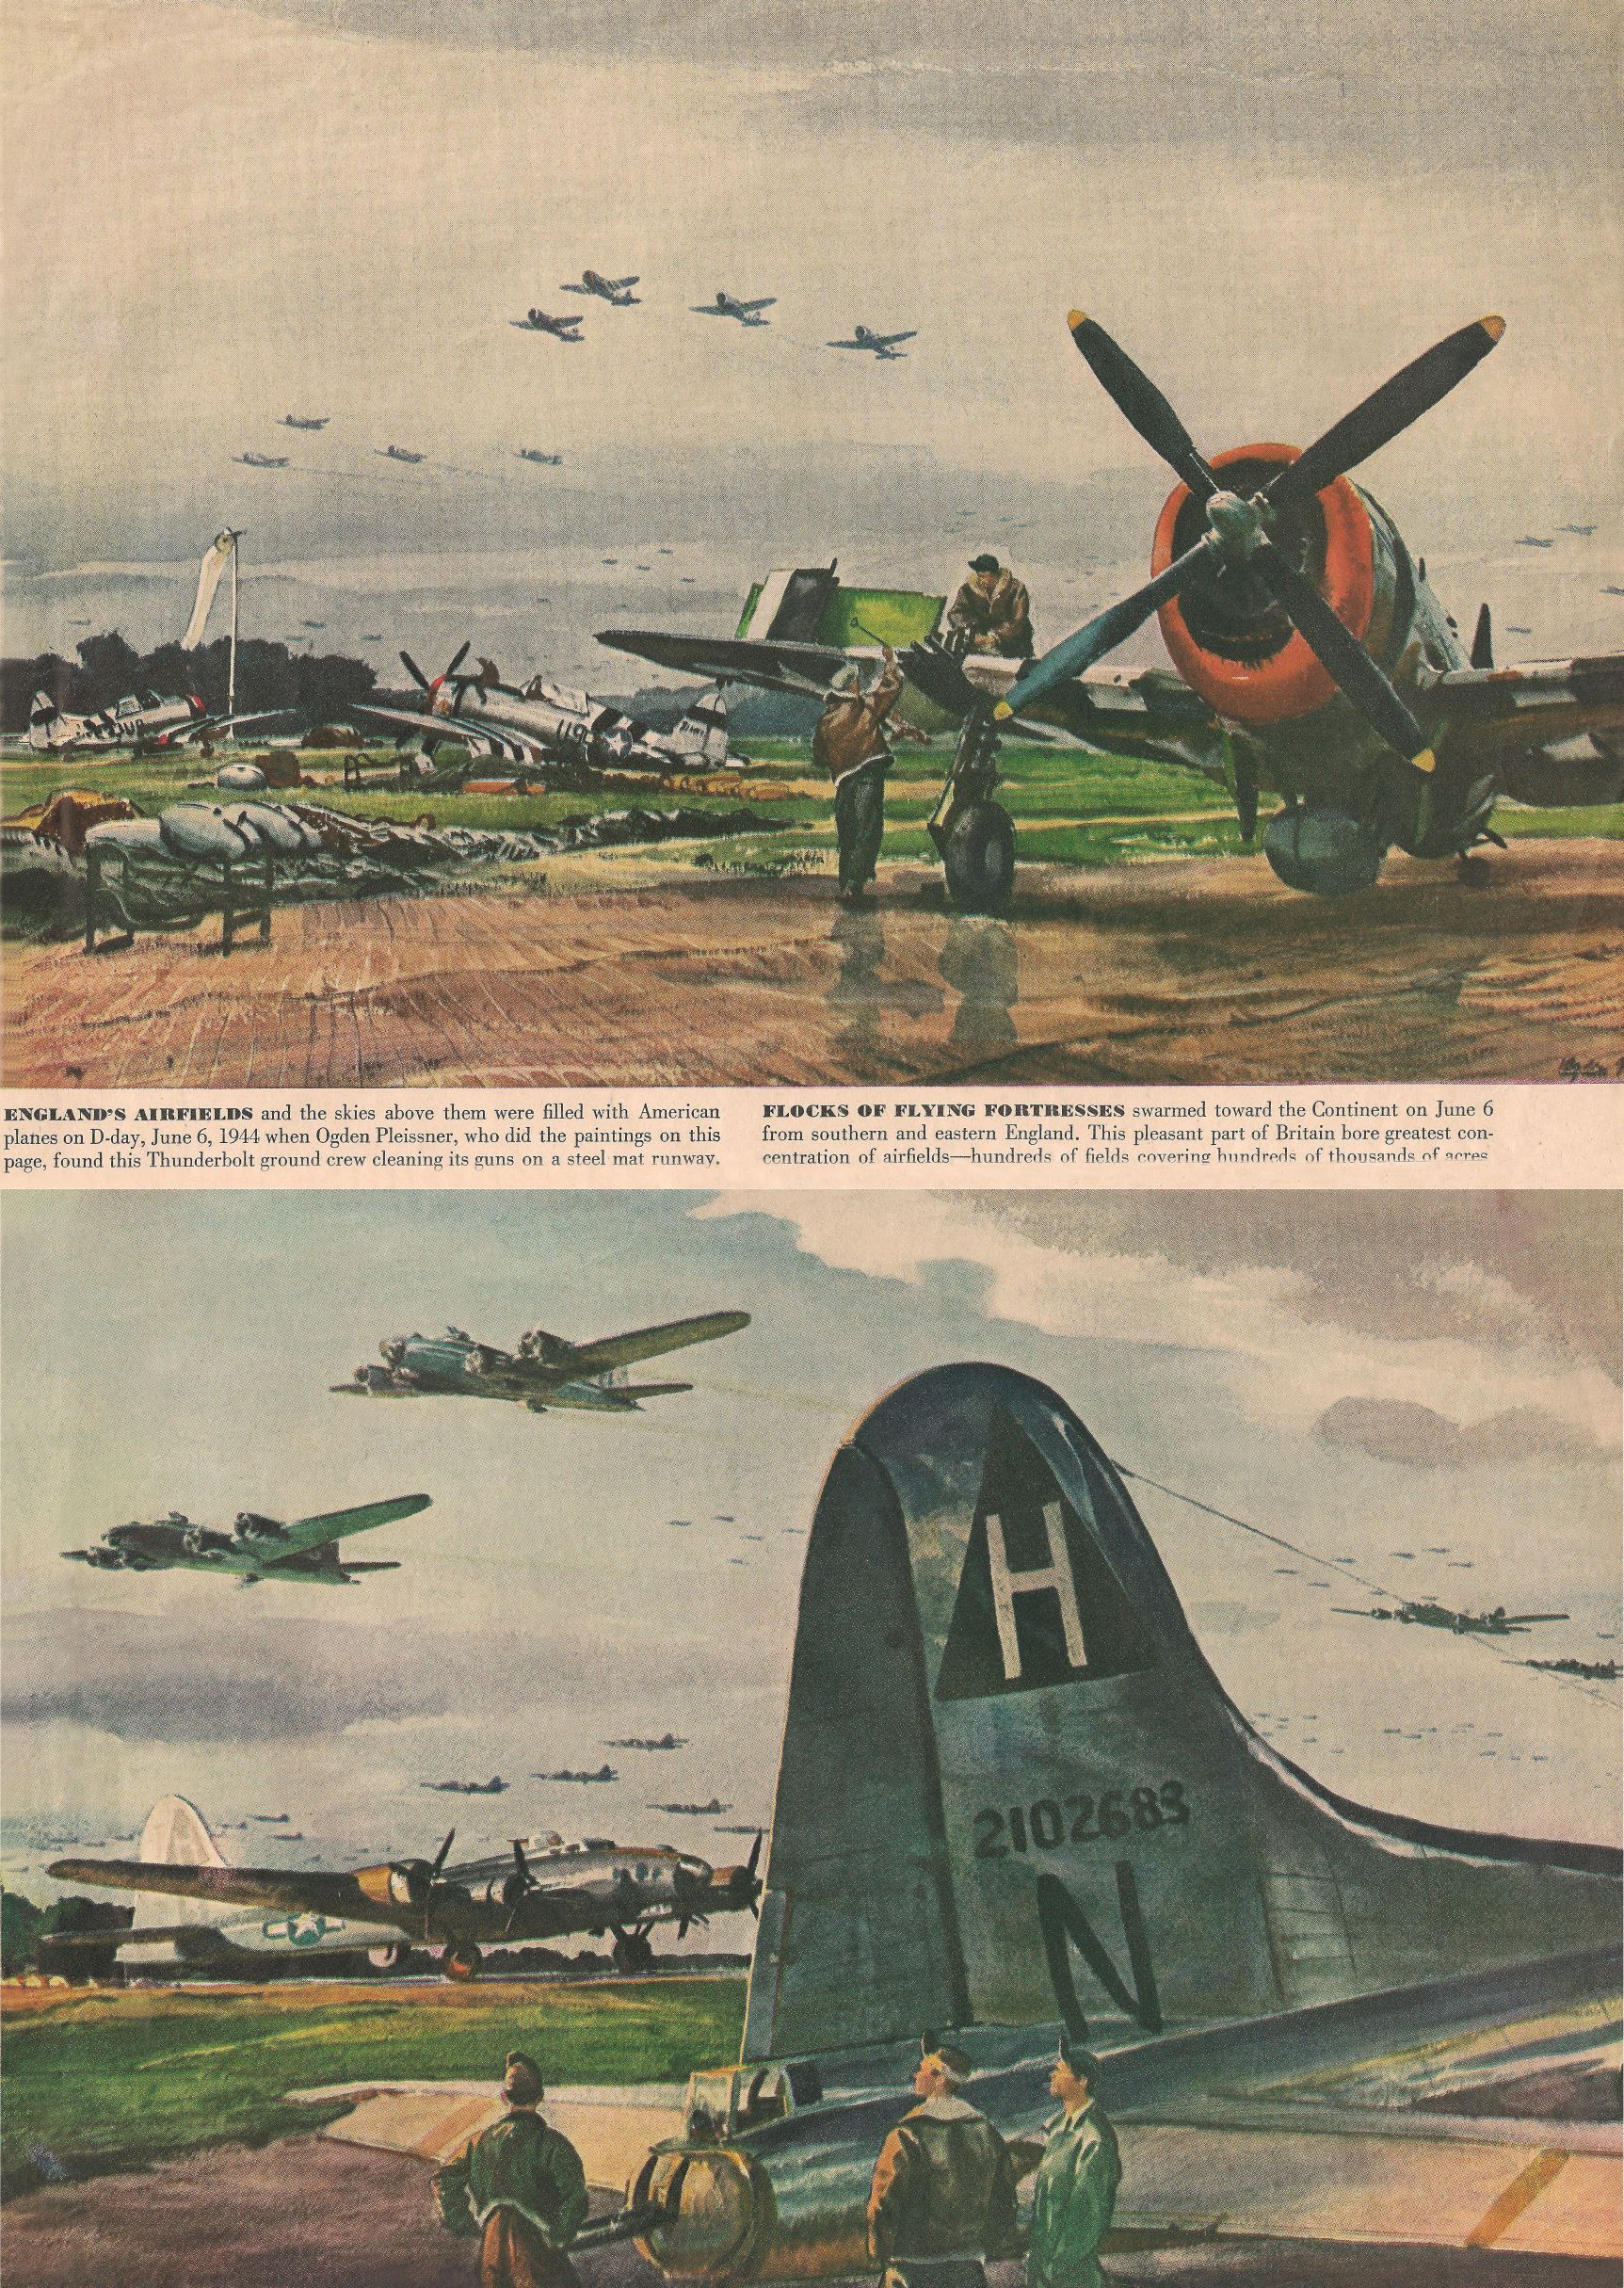 ENGLAND'S AIRFIELDS and the skies above them were filled with American
planes on D-day, June 6, 1944 when Ogden Pleissner, who did the paintings on this
page, found this Thunderbolt ground crew cleaning its guns on a steel mat runway.
FLOCKS OF FLYING FORTRESSES swarmed toward the Continent on June 6
from southern and eastern England. This pleasant part of Britain bore greatest con-
centration of airfields—hundreds of fields covering hundreds of thousands of acres
H
2102683
N